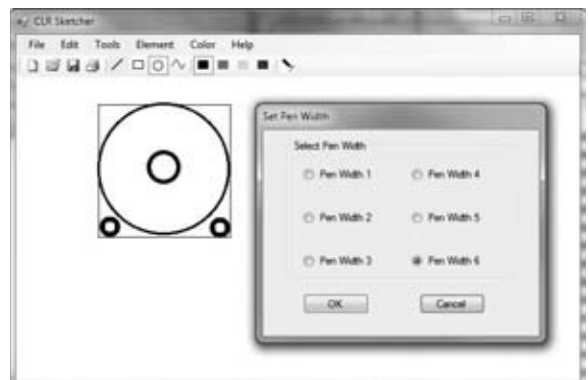 CLR Sketcher
File Edit Tools Element Color Help
Set Pen Width
Select Pen Width
Pen Width 1 Pen Width 4
Pen Width 2 Pen Width 5
Pen Width 3 Pen Width 6
OK Cancel